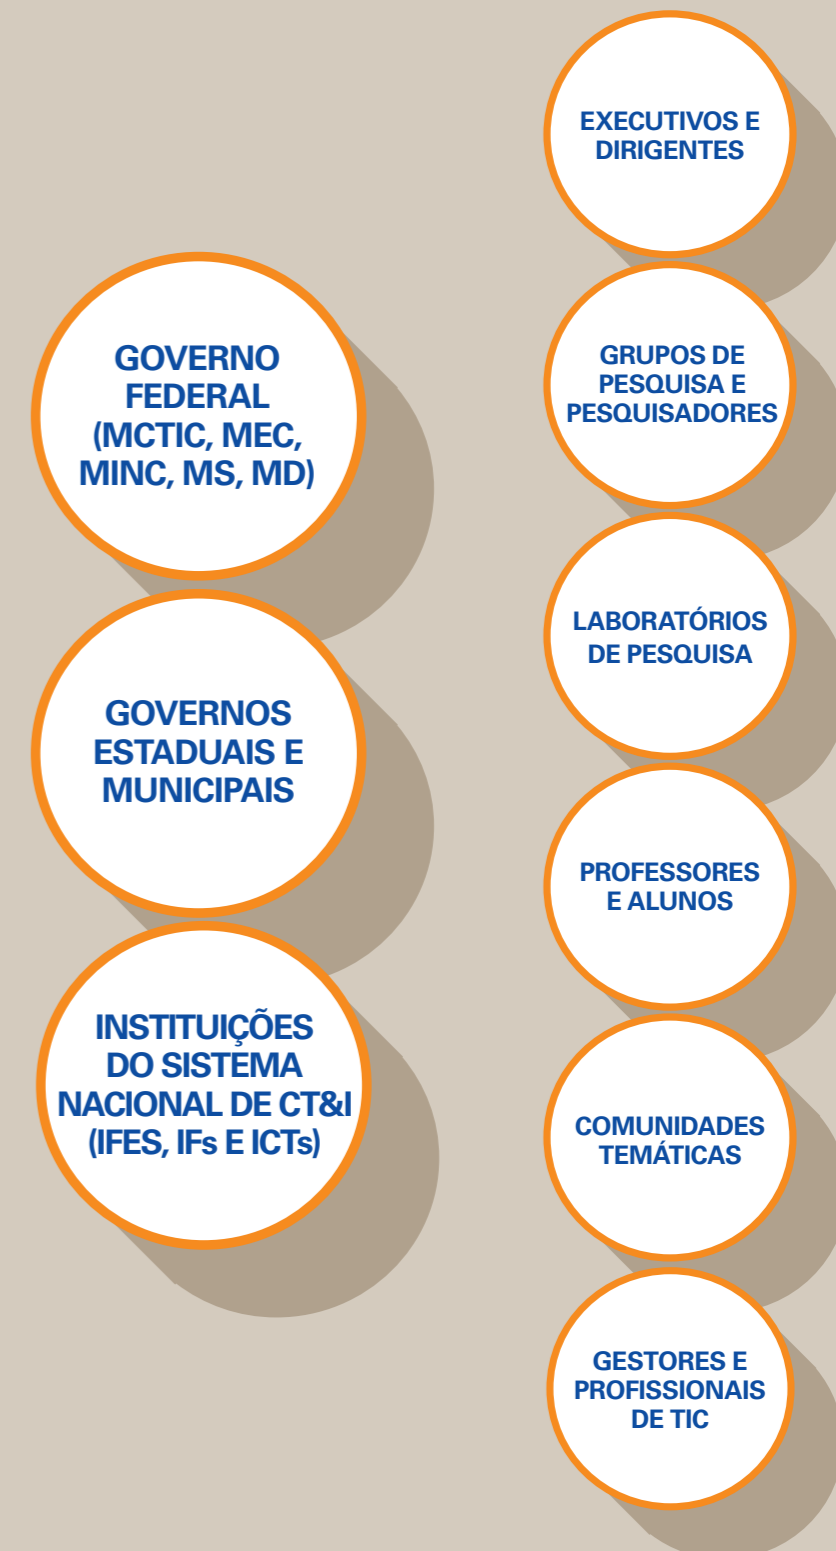 GOVERNO
FEDERAL
(MCTIC, MEC,
MINC, MS, MD)
GOVERNOS
ESTADUAIS E
MUNICIPAIS
INSTITUIÇÕES
DO SISTEMA
NACIONAL DE CT&I
(IFES, IFs E ICTs)
EXECUTIVOS E
DIRIGENTES
GRUPOS DE
PESQUISA E
PESQUISADORES
LABORATÓRIOS
DE PESQUISA
PROFESSORES
E ALUNOS
COMUNIDADES
TEMÁTICAS
GESTORES E
PROFISSIONAIS
DE TIC